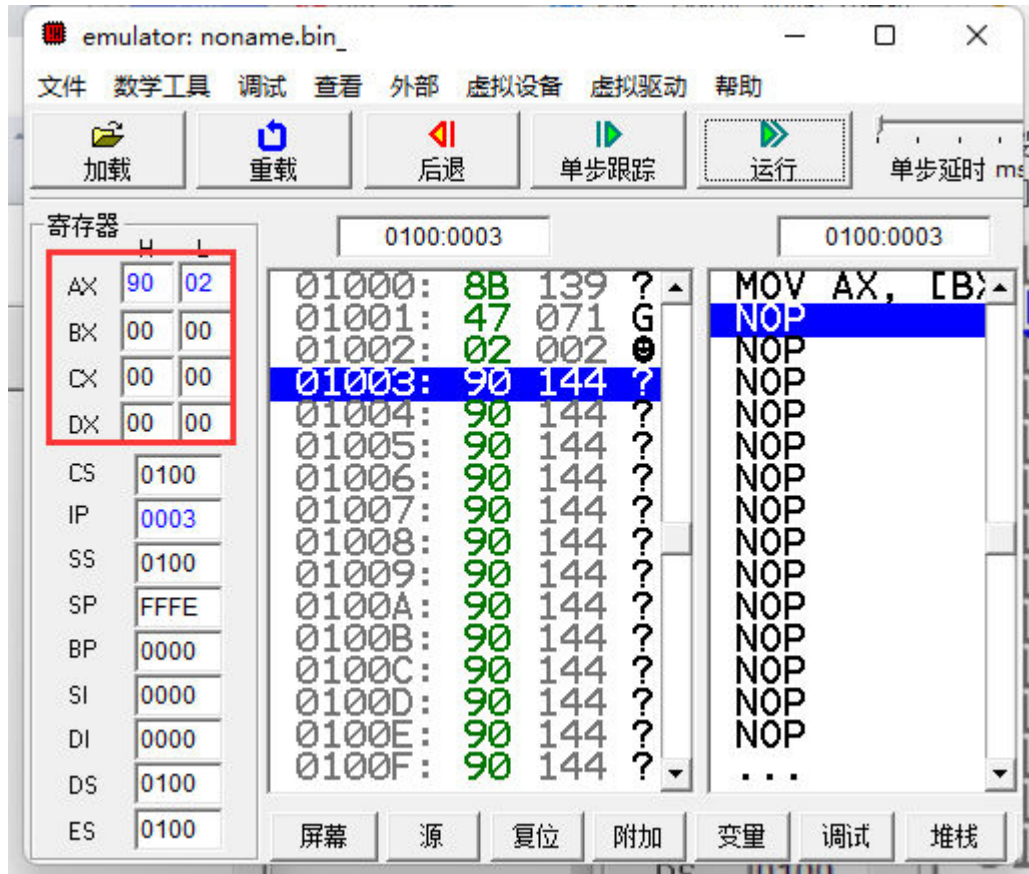 emulator: noname.bin_
文件 数学工具 调试 查看 外部 虚拟设备 虚拟驱动 帮助
加载 重载 后退 单步跟踪 运行 单步延时 ms
寄存器
H L
0100:0003 0100:0003
AX 90 02
BX 00 00
CX 00 00
DX 00 00
CS 0100
IP 0003
SS 0100
SP FFFE
BP 0000
SI 0000
DI 0000
DS 0100
ES 0100
01000: 8B 139 ?
01001: 47 071 G
01002: 02 002 ☻
01003: 90 144 ?
01004: 90 144 ?
01005: 90 144 ?
01006: 90 144 ?
01007: 90 144 ?
01008: 90 144 ?
01009: 90 144 ?
0100A: 90 144 ?
0100B: 90 144 ?
0100C: 90 144 ?
0100D: 90 144 ?
0100E: 90 144 ?
0100F: 90 144 ?
MOV AX, [BX
NOP
NOP
NOP
NOP
NOP
NOP
NOP
NOP
NOP
NOP
NOP
NOP
NOP
NOP
...
屏幕 源 复位 附加 变量 调试 堆栈